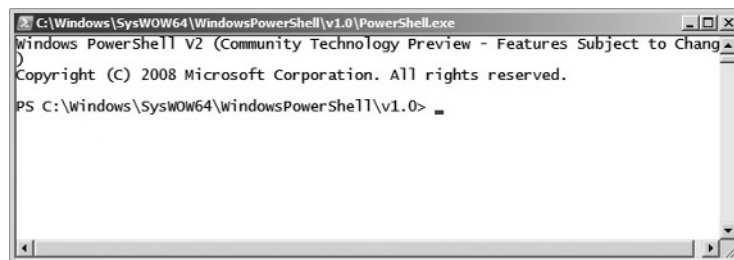 C:\Windows\SysWOW64\WindowsPowerShell\v1.0\PowerShell.exe
Windows PowerShell V2 (Community Technology Preview - Features Subject to Chang
)
Copyright (C) 2008 Microsoft Corporation. All rights reserved.
PS C:\Windows\SysWOW64\WindowsPowerShell\v1.0> _